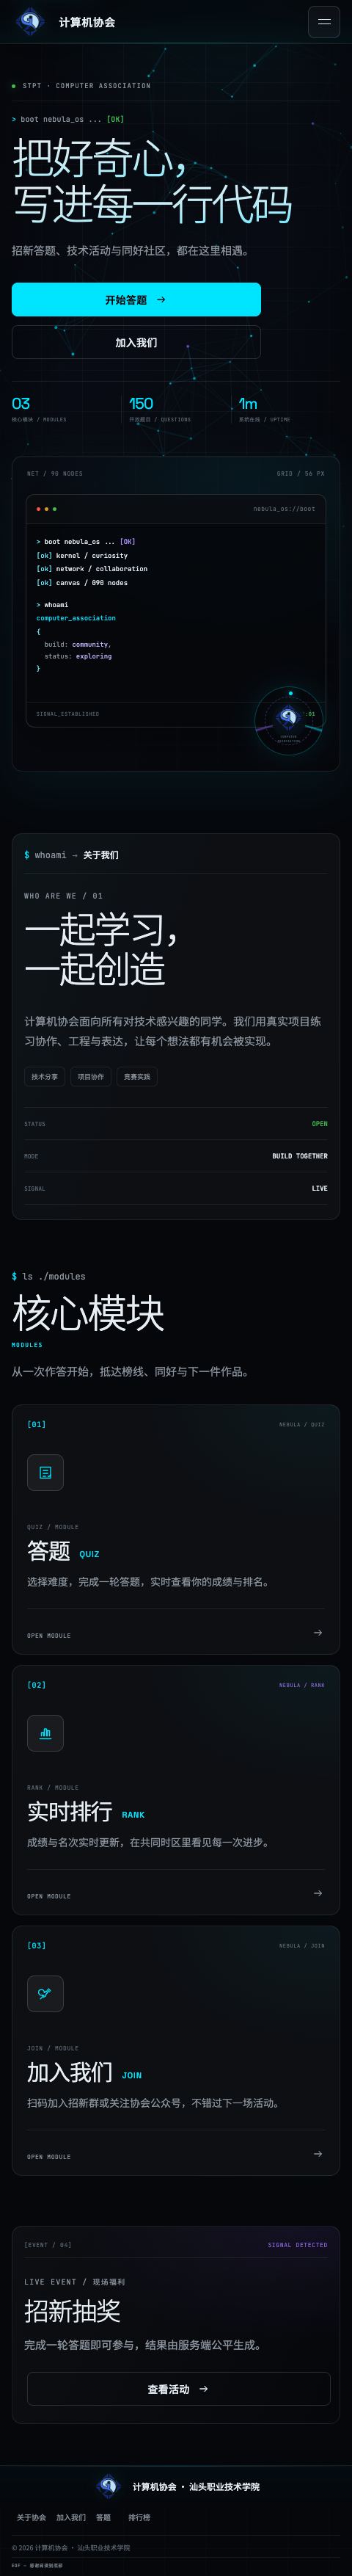 计算机协会
STPT · COMPUTER ASSOCIATION
> boot nebula_os ... [OK]
把好奇心，
写进每一行代码
招新答题、技术活动与同好社区，都在这里相遇。
开始答题 →
加入我们
03
核心模块 / MODULES
150
开放题目 / QUESTIONS
1m
系统在线 / UPTIME
NET / 90 NODES
GRID / 56 PX
nebula_os://boot
> boot nebula_os ... [OK]
[ok] kernel / curiosity
[ok] network / collaboration
[ok] canvas / 090 nodes
> whoami
computer_association
{
build: community,
status: exploring
}
SIGNAL_ESTABLISHED
$ whoami → 关于我们
WHO ARE WE / 01
一起学习，
一起创造
计算机协会面向所有对技术感兴趣的同学。我们用真实项目练
习协作、工程与表达，让每个想法都有机会被实现。
技术分享
项目协作
竞赛实践
STATUS
OPEN
MODE
BUILD TOGETHER
SIGNAL
LIVE
$ ls ./modules
核心模块
MODULES
从一次作答开始，抵达榜线、同好与下一件作品。
[01]
NEBULA / QUIZ
QUIZ / MODULE
答题 QUIZ
选择难度，完成一轮答题，实时查看你的成绩与排名。
OPEN MODULE →
[02]
NEBULA / RANK
RANK / MODULE
实时排行 RANK
成绩与名次实时更新，在共同时区里看见每一次进步。
OPEN MODULE →
[03]
NEBULA / JOIN
JOIN / MODULE
加入我们 JOIN
扫码加入招新群或关注协会公众号，不错过下一场活动。
OPEN MODULE →
[EVENT / 04]
SIGNAL DETECTED
LIVE EVENT / 现场福利
招新抽奖
完成一轮答题即可参与，结果由服务端公平生成。
查看活动 →
计算机协会 · 汕头职业技术学院
关于协会 加入我们 答题 排行榜
© 2026 计算机协会 · 汕头职业技术学院